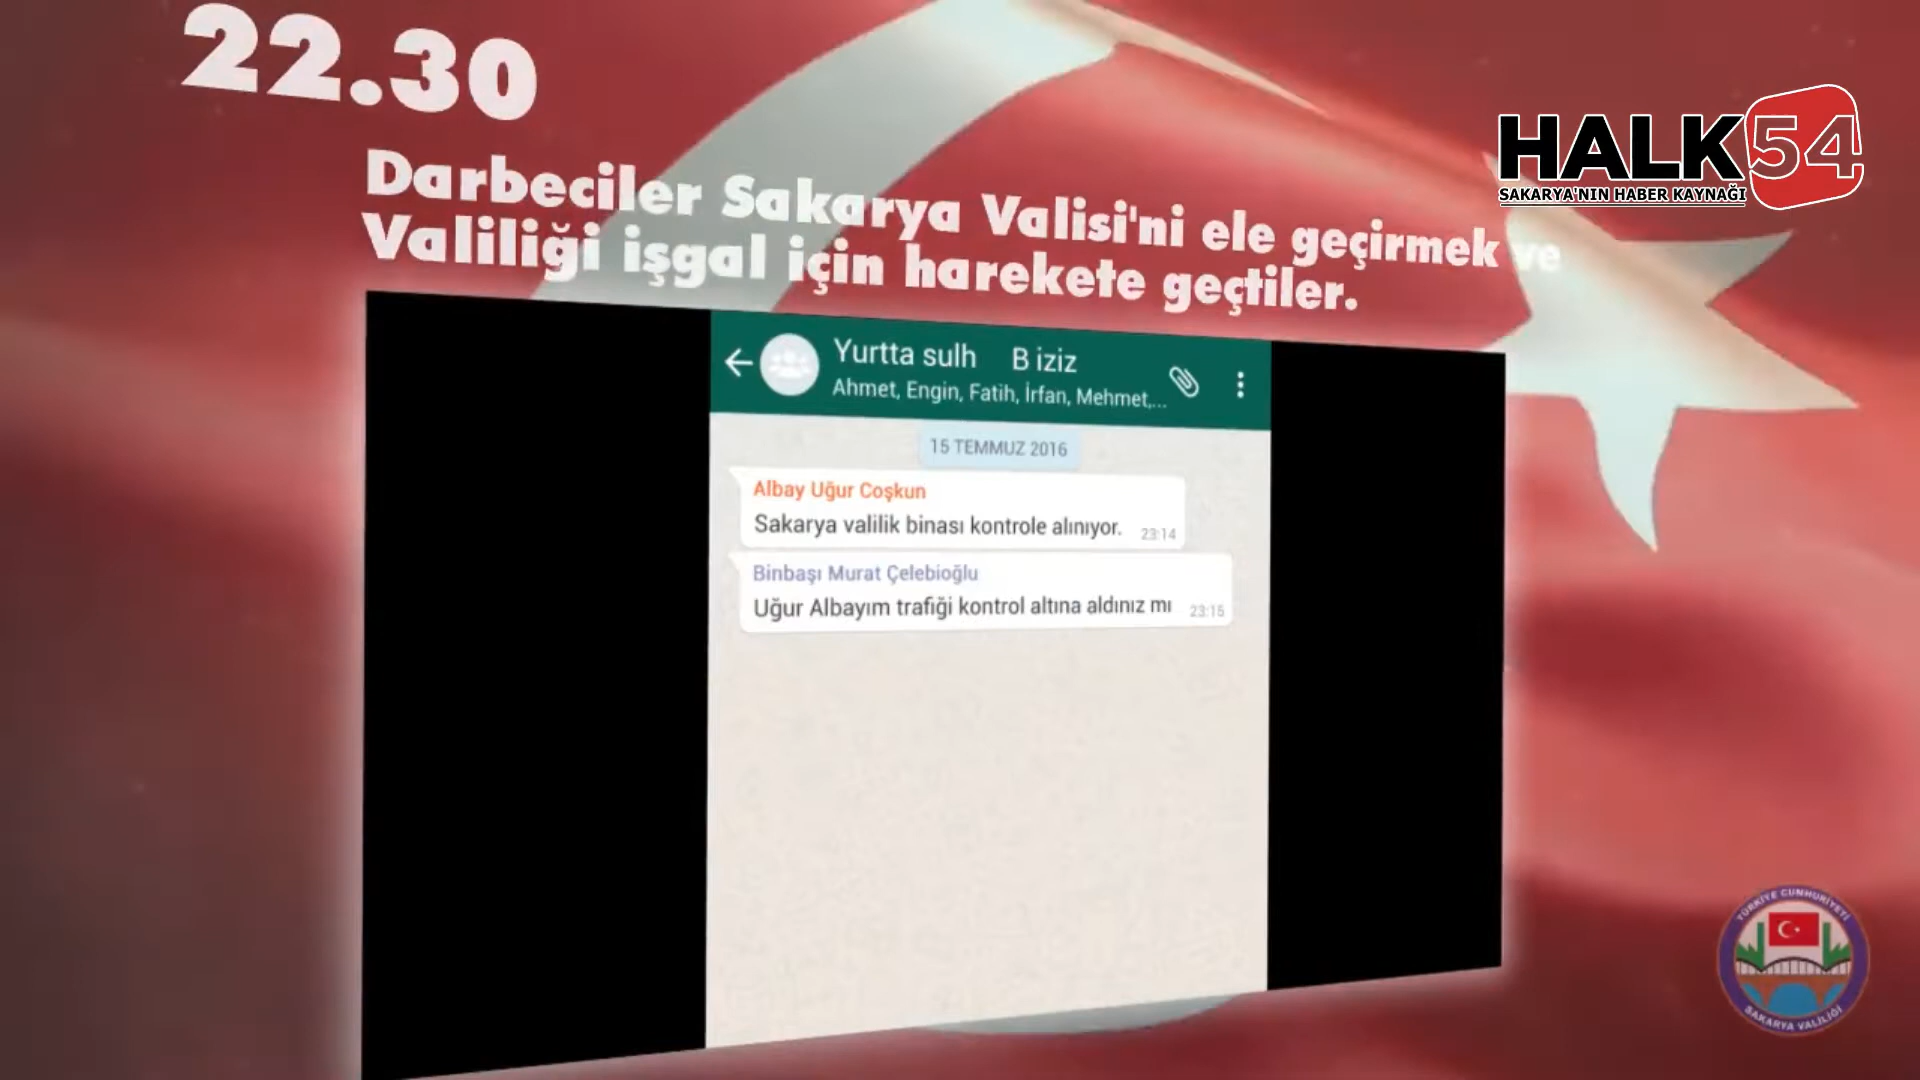 22.30
HALK54
SAKARYA'NIN HABER KAYNAĞI
Darbeciler Sakarya Valisi'ni ele geçirmek ve
Valiliği işgal için harekete geçtiler.
Yurtta sulh B iziz
Ahmet, Engin, Fatih, İrfan, Mehmet,...
15 TEMMUZ 2016
Albay Uğur Coşkun
Sakarya valilik binası kontrole alınıyor. 23:14
Binbaşı Murat Çelebioğlu
Uğur Albayım trafiği kontrol altına aldınız mı 23:15
TÜRKİYE CUMHURİYETİ
SAKARYA VALİLİĞİ